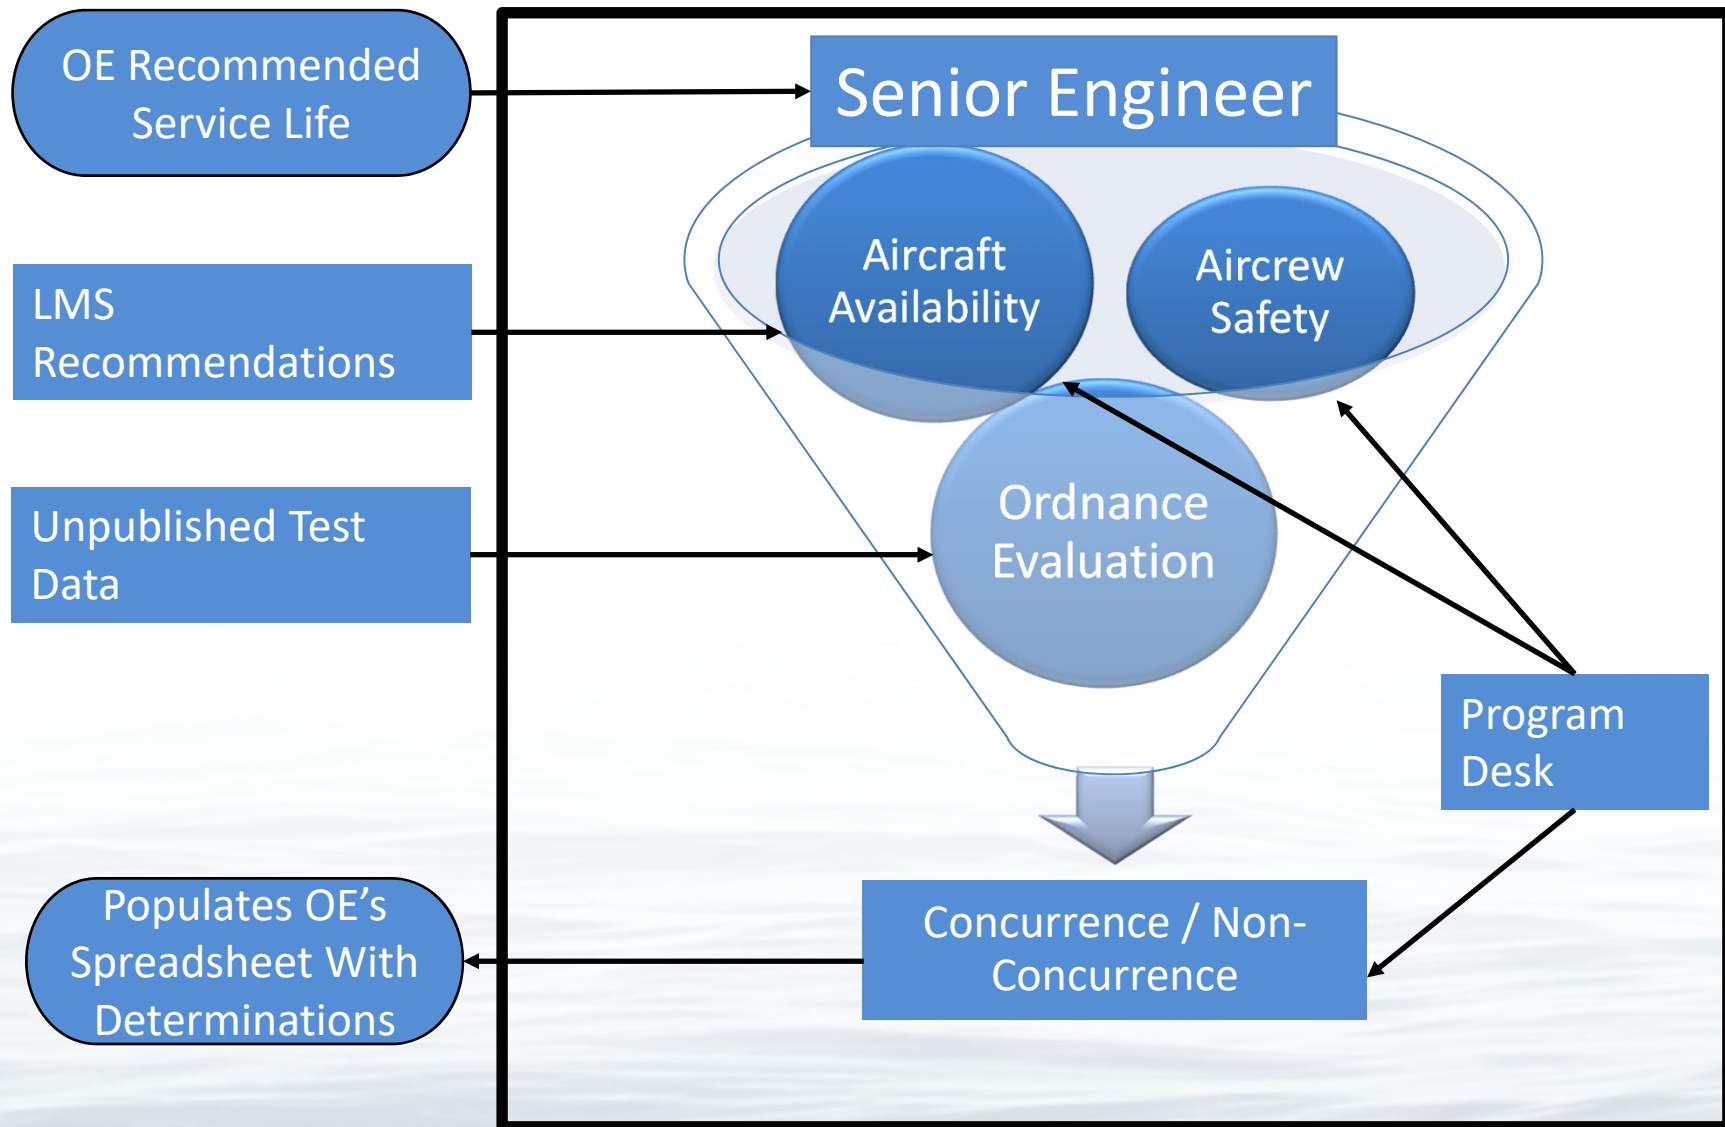 OE Recommended
Service Life
Senior Engineer
LMS
Recommendations
Aircraft
Availability
Aircrew
Safety
Unpublished Test
Data
Ordnance
Evaluation
Program
Desk
Populates OE’s
Spreadsheet With
Determinations
Concurrence / Non-
Concurrence